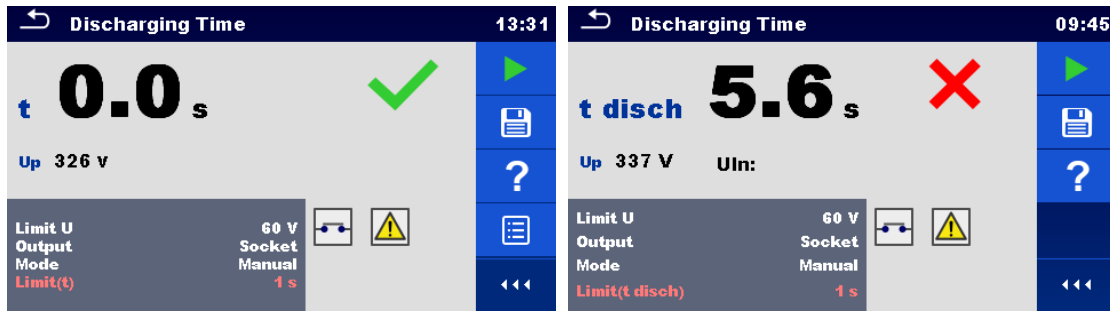 Discharging Time 13:31
t 0.0 s
Up 326 V
?
Limit U 60 V
Output Socket
Mode Manual
Limit(t) 1 s
Discharging Time 09:45
t disch 5.6 s
Up 337 V Uln:
?
Limit U 60 V
Output Socket
Mode Manual
Limit(t disch) 1 s